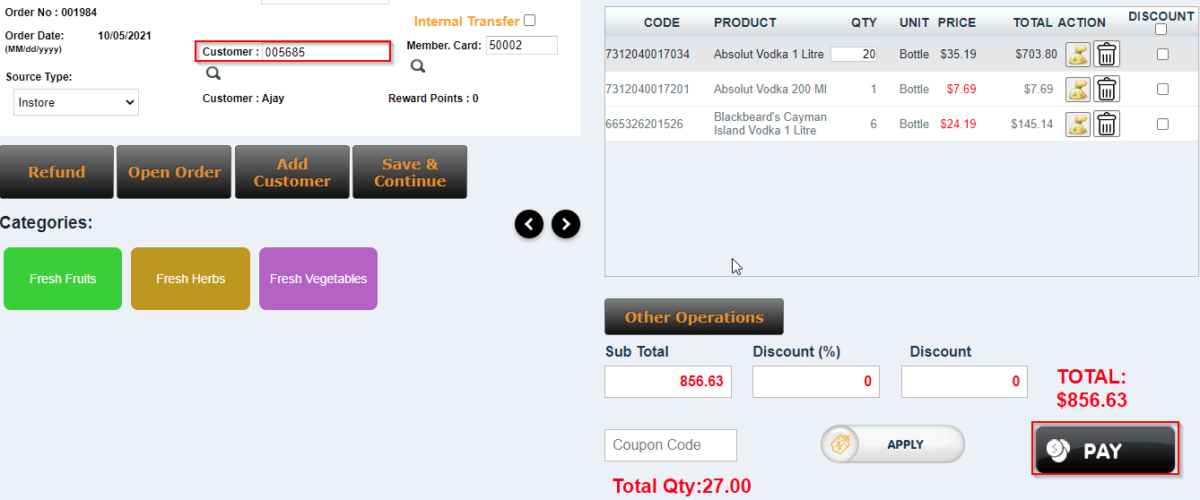 Order No : 001984
Internal Transfer
Order Date: 10/05/2021
(MM/dd/yyyy)
Customer : 005685
Member. Card: 50002
Source Type:
Instore
Customer : Ajay
Reward Points : 0
Refund
Open Order
Add
Customer
Save &
Continue
Categories:
Fresh Fruits
Fresh Herbs
Fresh Vegetables
CODE PRODUCT QTY UNIT PRICE TOTAL ACTION DISCOUNT
7312040017034 Absolut Vodka 1 Litre 20 Bottle $35.19 $703.80
7312040017201 Absolut Vodka 200 Ml 1 Bottle $7.69 $7.69
665326201526 Blackbeard's Cayman 6 Bottle $24.19 $145.14
Island Vodka 1 Litre
Other Operations
Sub Total Discount (%) Discount
856.63 0 0
TOTAL:
$856.63
Coupon Code
APPLY
PAY
Total Qty:27.00